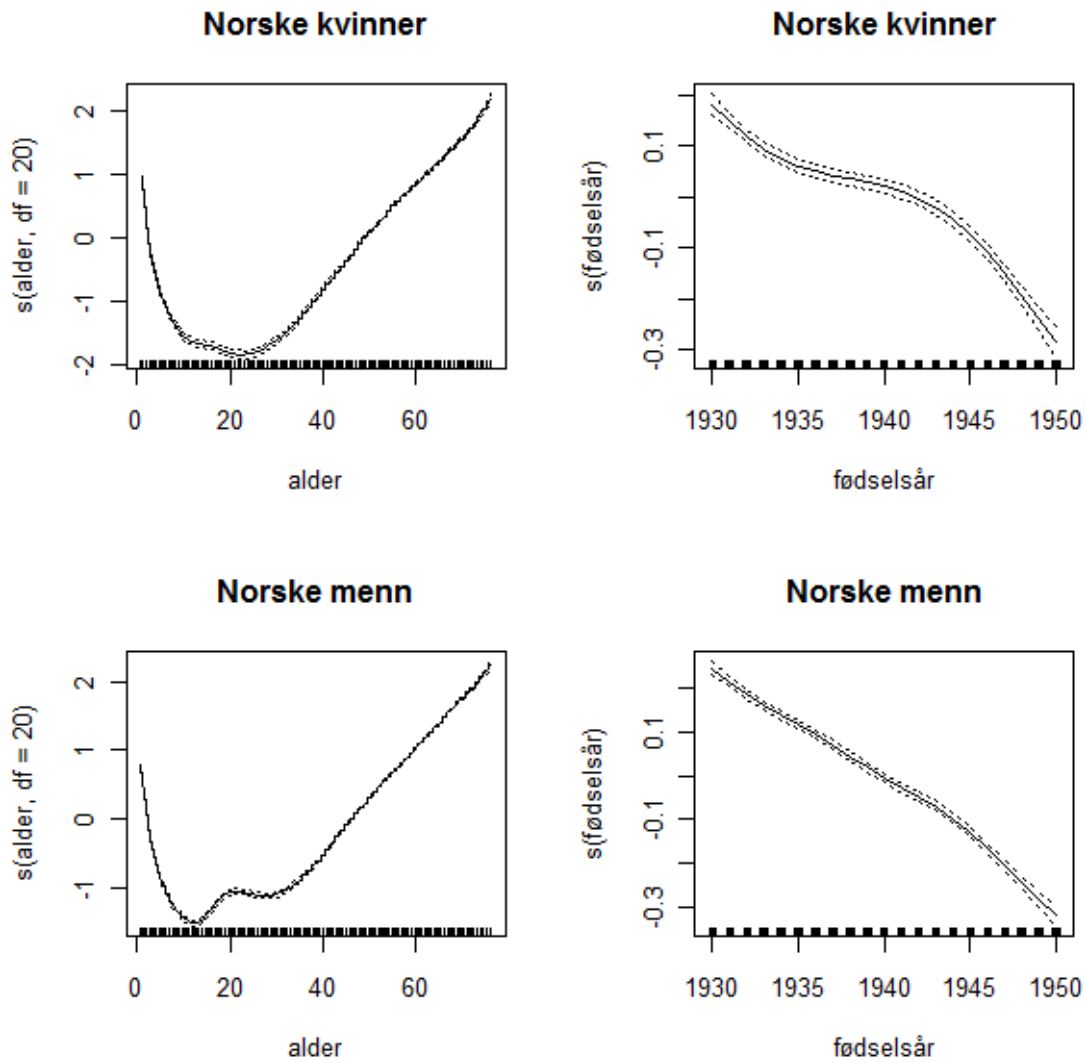 Norske kvinner
s(alder, df = 20)
2
1
0
-1
-2
0 20 40 60
alder
Norske kvinner
s(fødselsår)
0.1
-0.1
-0.3
1930 1935 1940 1945 1950
fødselsår
Norske menn
s(alder, df = 20)
2
1
0
-1
0 20 40 60
alder
Norske menn
s(fødselsår)
0.1
-0.1
-0.3
1930 1935 1940 1945 1950
fødselsår